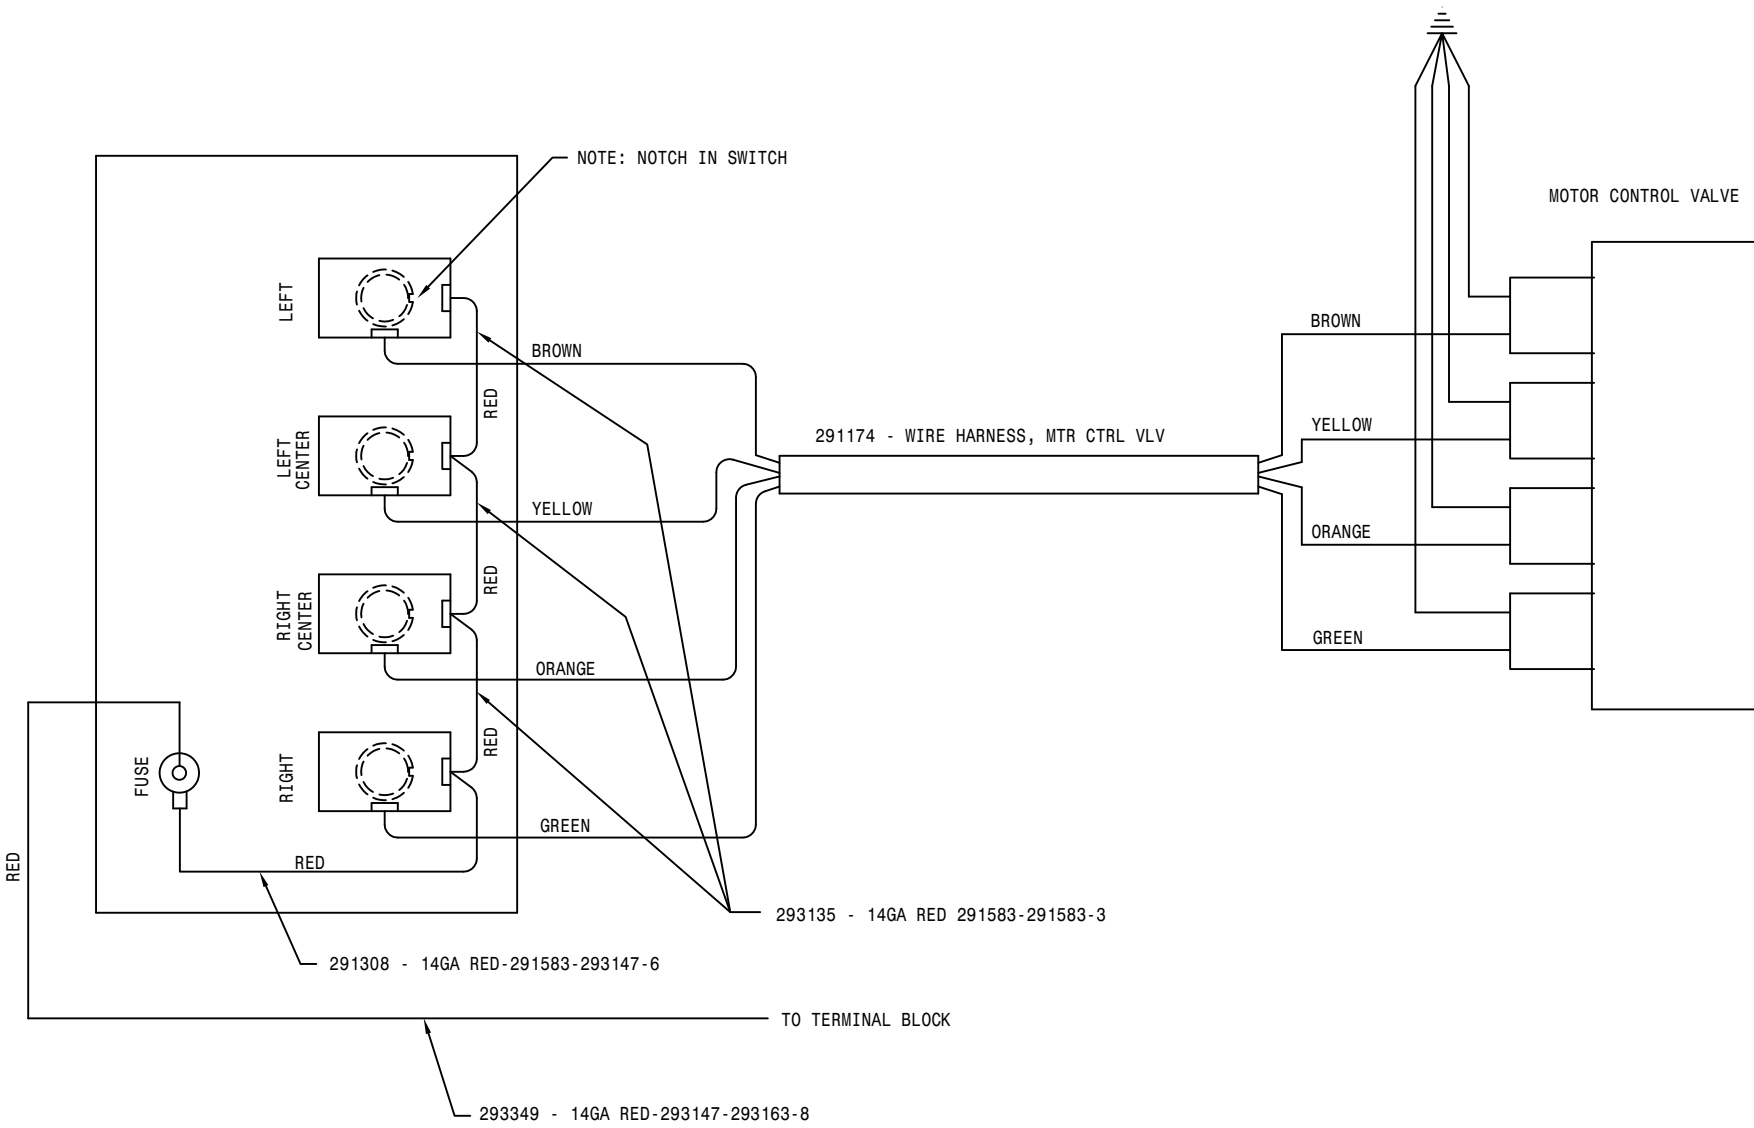 NOTE: NOTCH IN SWITCH
MOTOR CONTROL VALVE
LEFT
BROWN
RED
BROWN
291174 - WIRE HARNESS, MTR CTRL VLV
YELLOW
LEFT
CENTER
YELLOW
RED
ORANGE
RIGHT
CENTER
ORANGE
GREEN
RED
FUSE
RIGHT
GREEN
RED
RED
293135 - 14GA RED 291583-291583-3
291308 - 14GA RED-291583-293147-6
TO TERMINAL BLOCK
293349 - 14GA RED-293147-293163-8